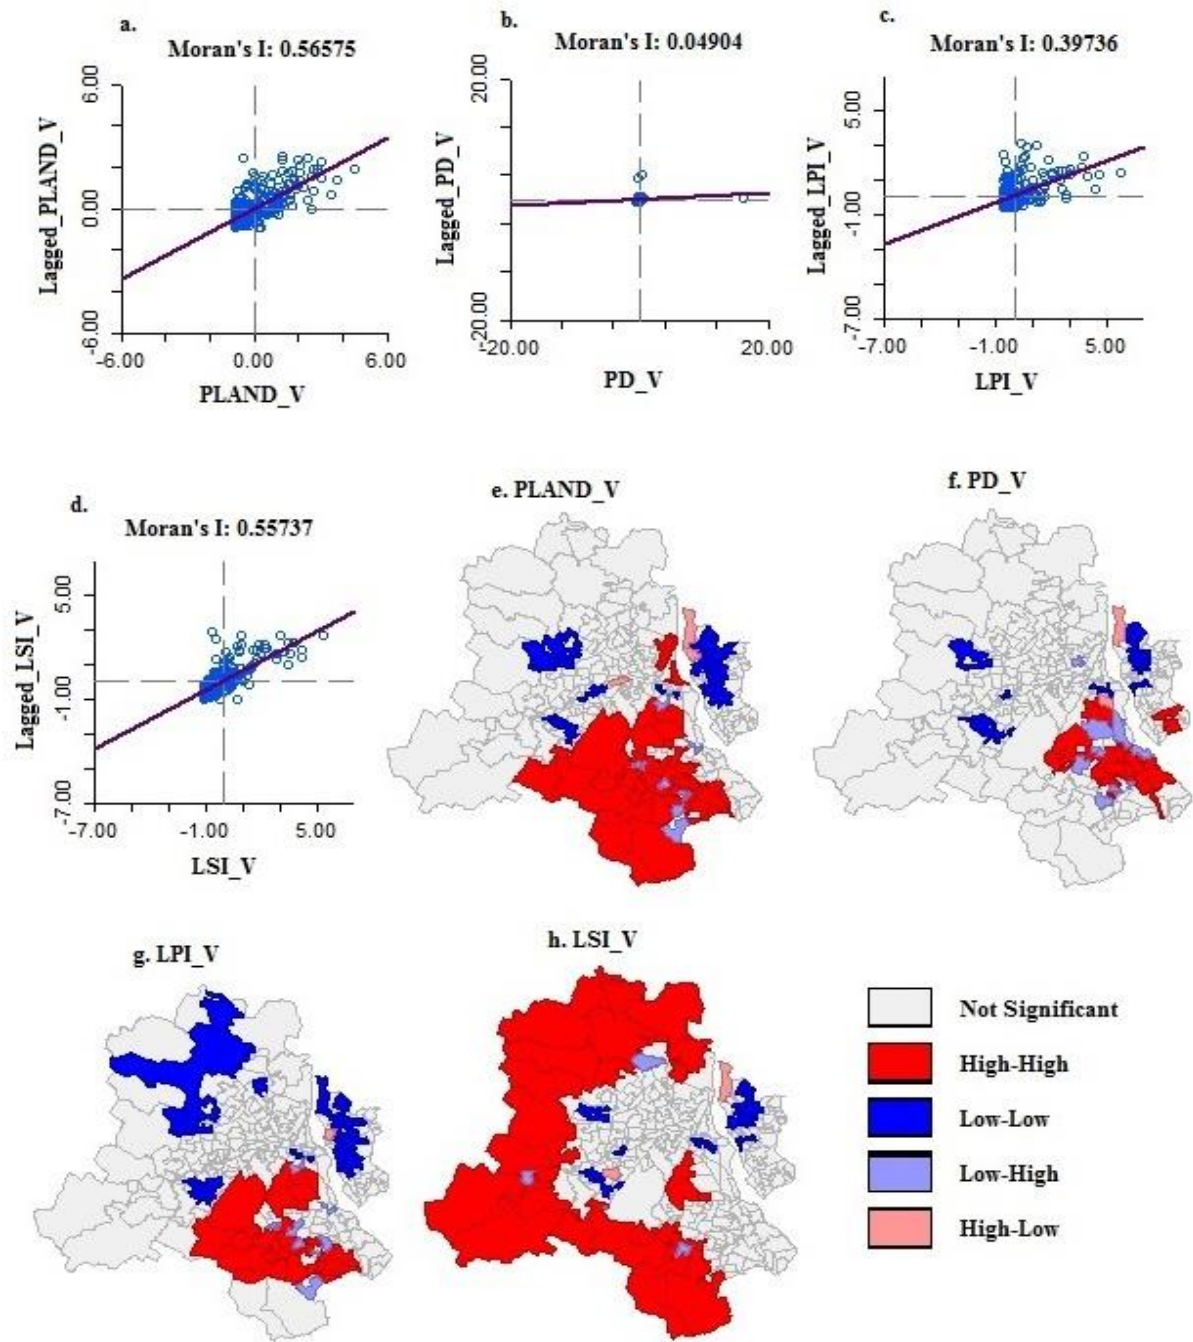 a.
Moran's I: 0.56575
6.00
0.00
-6.00
Lagged_PLAND_V
-6.00 0.00 6.00
PLAND_V
b.
Moran's I: 0.04904
20.00
-20.00
Lagged_PD_V
-20.00 20.00
PD_V
c.
Moran's I: 0.39736
5.00
-1.00
-7.00
Lagged_LPI_V
-7.00 -1.00 5.00
LPI_V
d.
Moran's I: 0.55737
5.00
-1.00
-7.00
Lagged_LSI_V
-7.00 -1.00 5.00
LSI_V
e. PLAND_V
f. PD_V
g. LPI_V
h. LSI_V
Not Significant
High-High
Low-Low
Low-High
High-Low